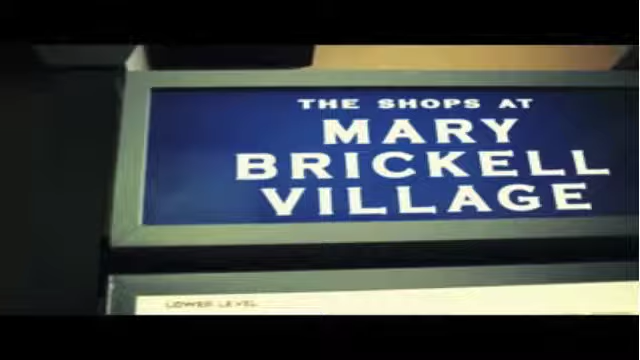 THE SHOPS AT
MARY
BRICKELL
VILLAGE
LOWER LEVEL